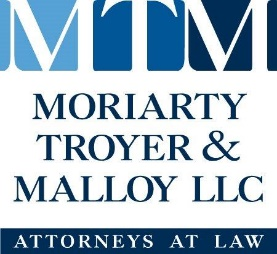 MTM
MORIARTY
TROYER &
MALLOY LLC
ATTORNEYS AT LAW